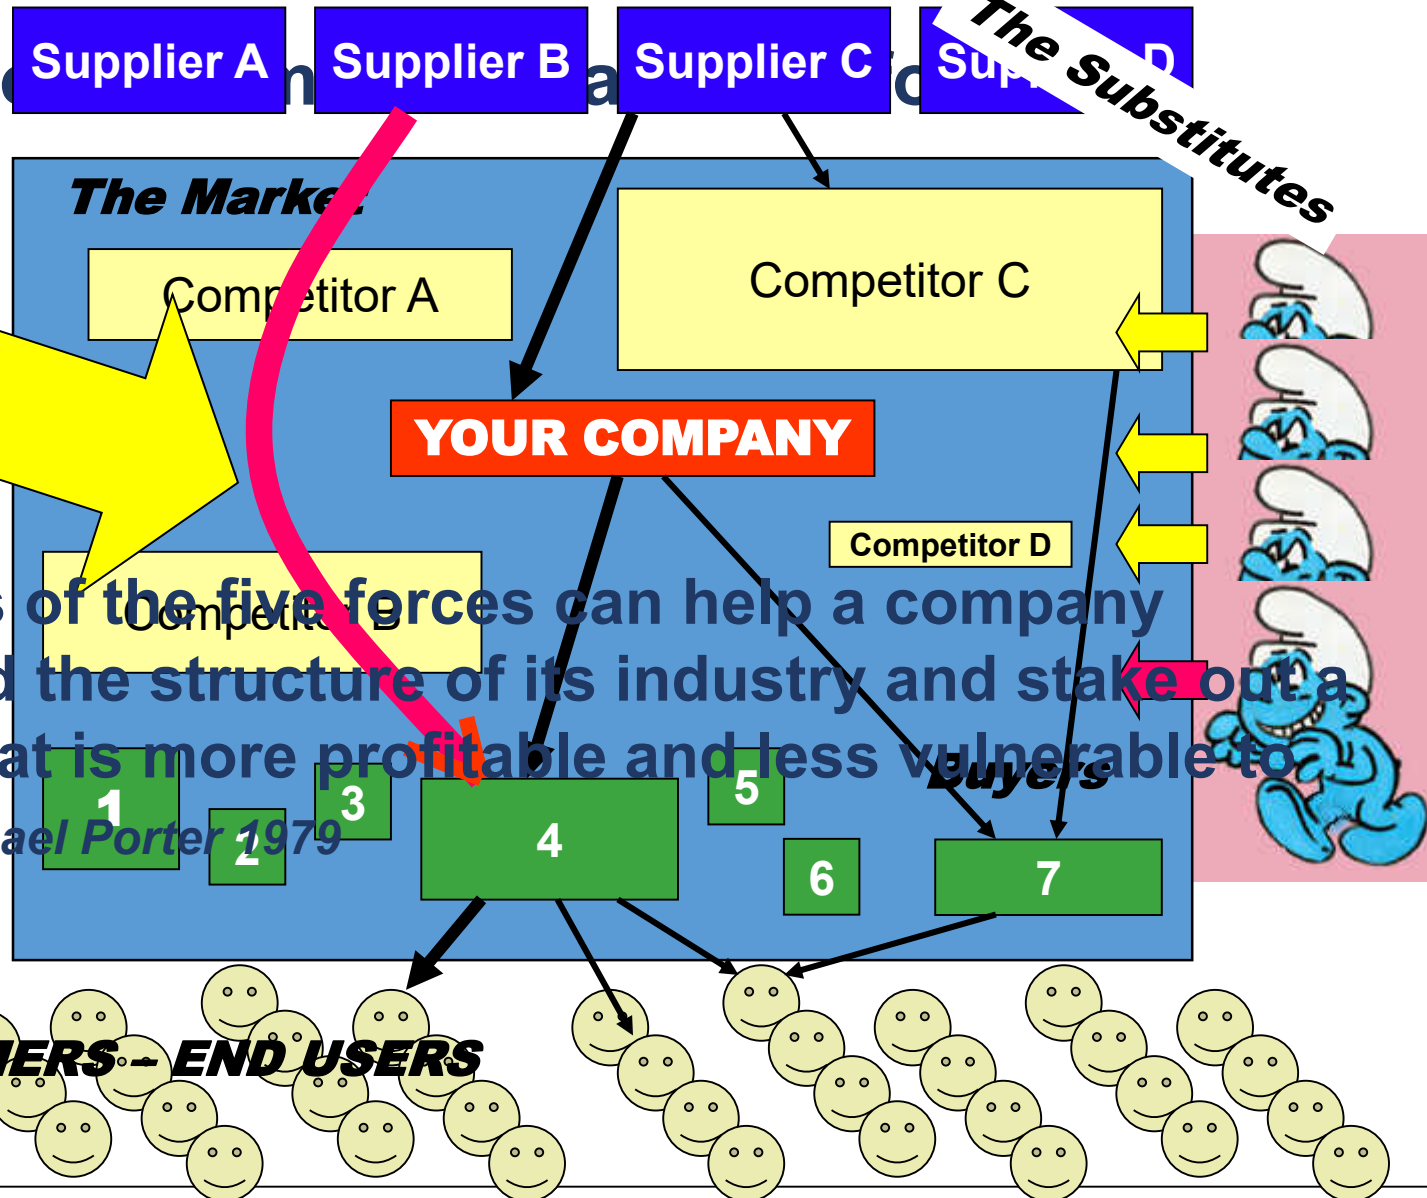 Supplier A
Supplier B
Supplier C
D
The Substitutes
The Market
Competitor A
Competitor C
YOUR COMPANY
Competitor D
Competitor B
of the five forces can help a company
the structure of its industry and stake out a
is more profitable and less vulnerable to
Buyers
1
2
3
4
5
6
7
Porter 1979
– END USERS